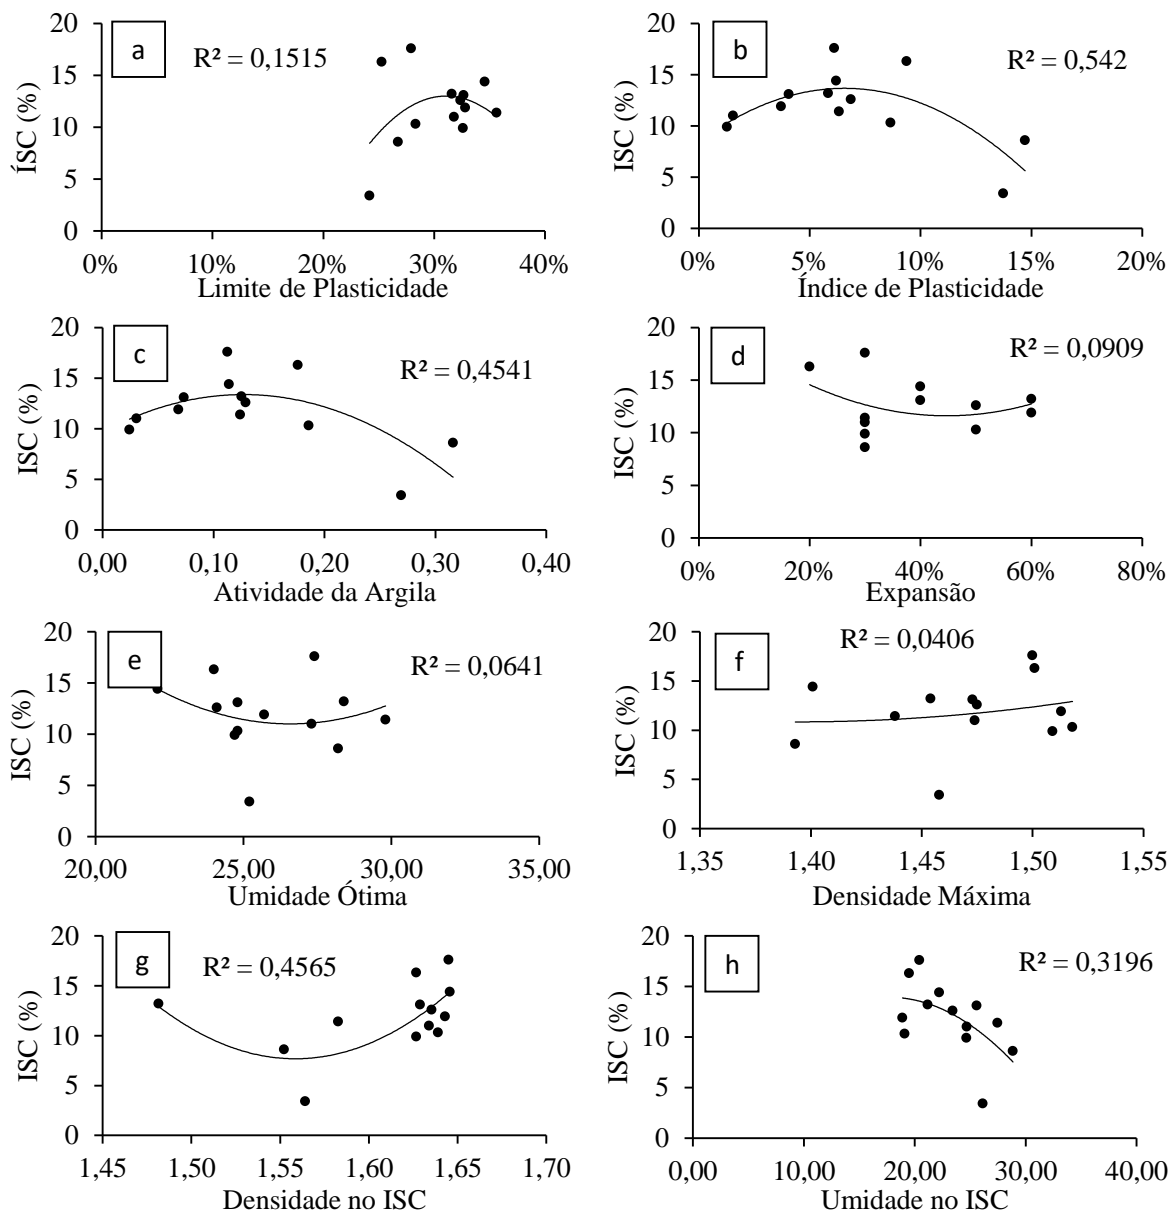 a
R² = 0,1515
ÍSC (%)
20
15
10
5
0
0% 10% 20% 30% 40%
Limite de Plasticidade
b
R² = 0,542
ISC (%)
20
15
10
5
0
0% 5% 10% 15% 20%
Índice de Plasticidade
c
R² = 0,4541
ISC (%)
20
15
10
5
0
0,00 0,10 0,20 0,30 0,40
Atividade da Argila
d
R² = 0,0909
ISC (%)
20
15
10
5
0
0% 20% 40% 60% 80%
Expansão
e
R² = 0,0641
ISC (%)
20
15
10
5
0
20,00 25,00 30,00 35,00
Umidade Ótima
f
R² = 0,0406
ISC (%)
20
15
10
5
0
1,35 1,40 1,45 1,50 1,55
Densidade Máxima
g
R² = 0,4565
ISC (%)
20
15
10
5
0
1,45 1,50 1,55 1,60 1,65 1,70
Densidade no ISC
h
R² = 0,3196
ISC (%)
20
15
10
5
0
0,00 10,00 20,00 30,00 40,00
Umidade no ISC